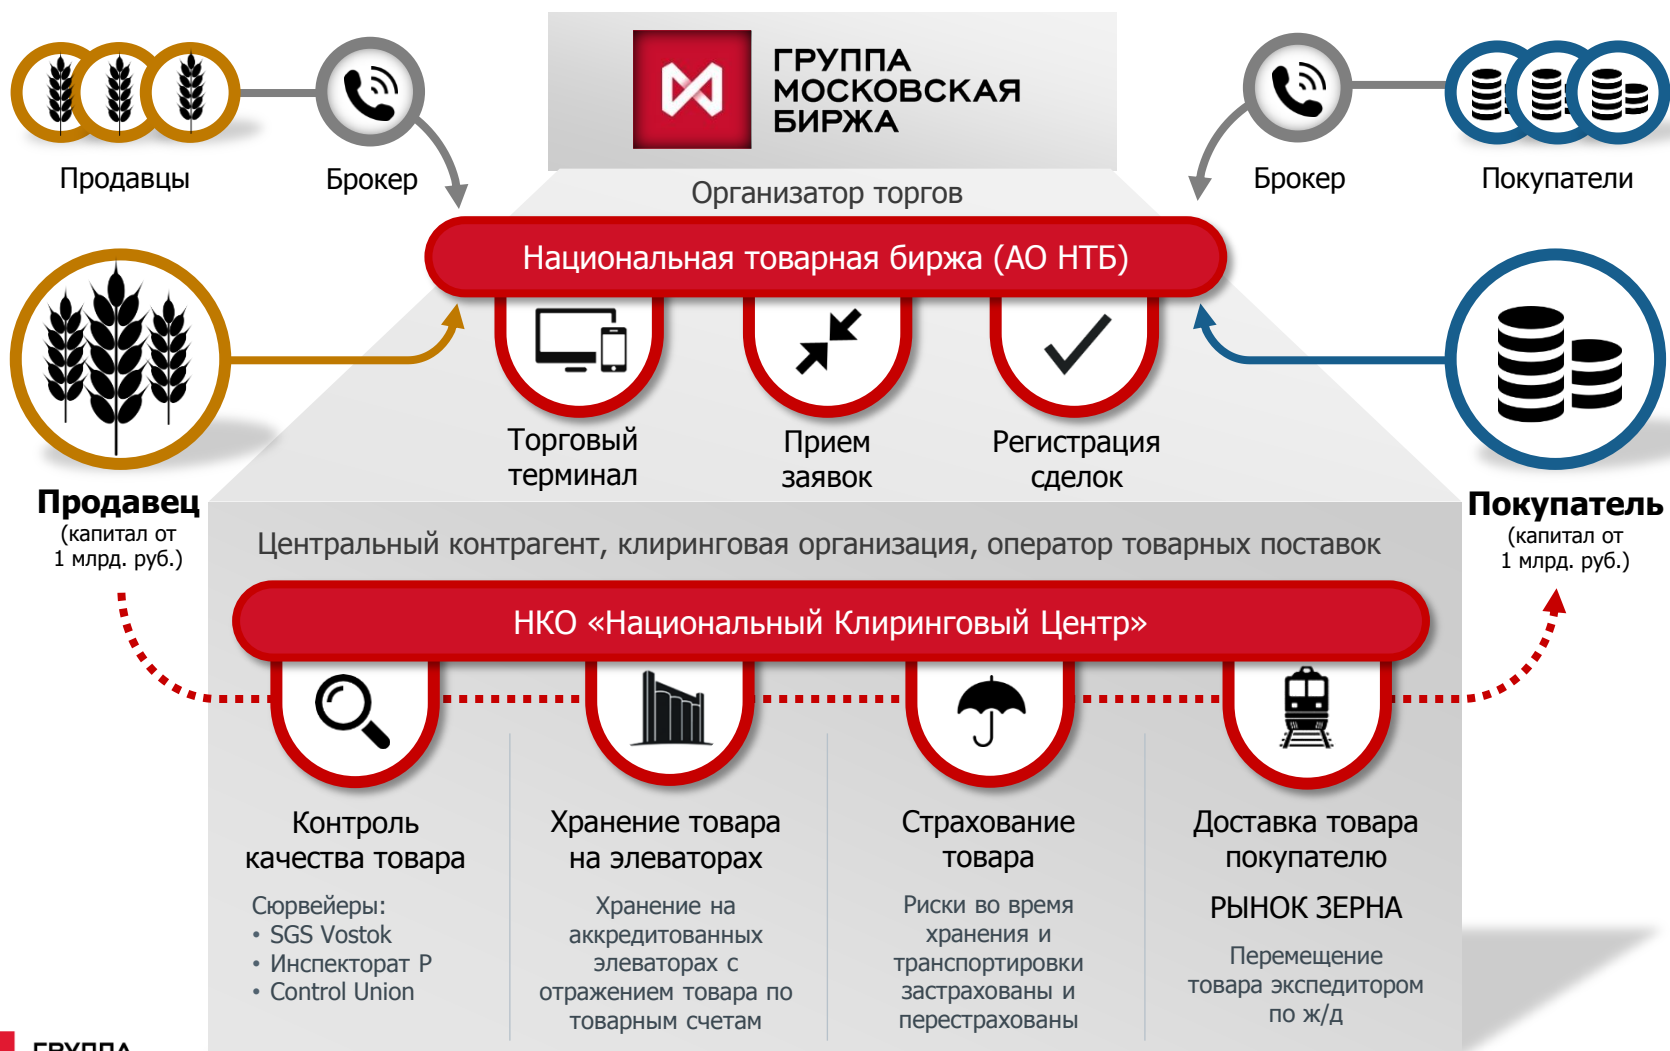 ГРУППА
МОСКОВСКАЯ
БИРЖА
Продавцы
Брокер
Брокер
Покупатели
Организатор торгов
Национальная товарная биржа (АО НТБ)
Торговый
терминал
Прием
заявок
Регистрация
сделок
Продавец
(капитал от
1 млрд. руб.)
Покупатель
(капитал от
1 млрд. руб.)
Центральный контрагент, клиринговая организация, оператор товарных поставок
НКО «Национальный Клиринговый Центр»
Контроль
качества товара
Сюрвейеры:
• SGS Vostok
• Инспекторат Р
• Control Union
Хранение товара
на элеваторах
Хранение на
аккредитованных
элеваторах с
отражением товара по
товарным счетам
Страхование
товара
Риски во время
хранения и
транспортировки
застрахованы и
перестрахованы
Доставка товара
покупателю
РЫНОК ЗЕРНА
Перемещение
товара экспедитором
по ж/д
ГРУППА